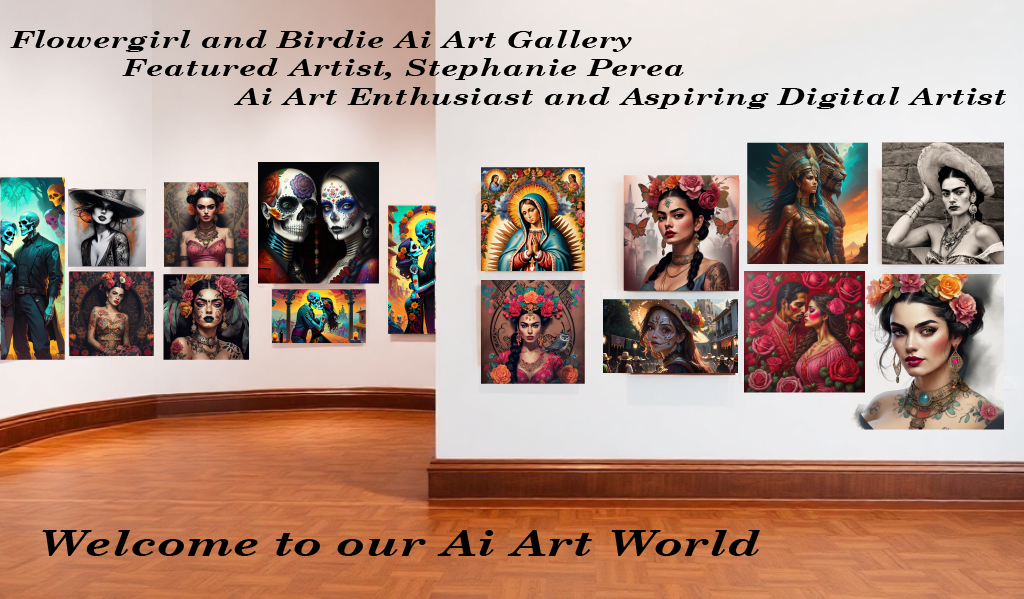 Flowergirl and Birdie Ai Art Gallery
Featured Artist, Stephanie Perea
Ai Art Enthusiast and Aspiring Digital Artist
Welcome to our Ai Art World